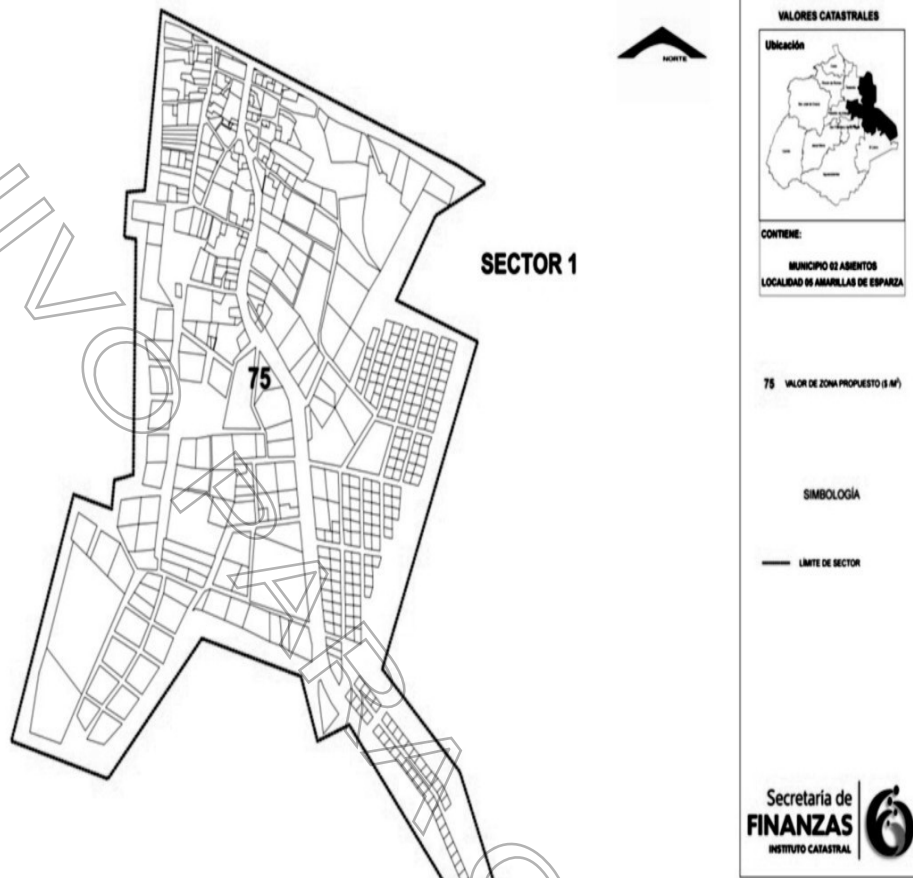 NORTE
SECTOR 1
75
VALORES CATASTRALES
Ubicación
CONTIENE:
MUNICIPIO 02 ASIENTOS
LOCALIDAD 05 AMARILLAS DE ESPARZA
75 VALOR DE ZONA PROPUESTO ($ /M²)
SIMBOLOGÍA
LÍMITE DE SECTOR
Secretaría de
FINANZAS
INSTITUTO CATASTRAL